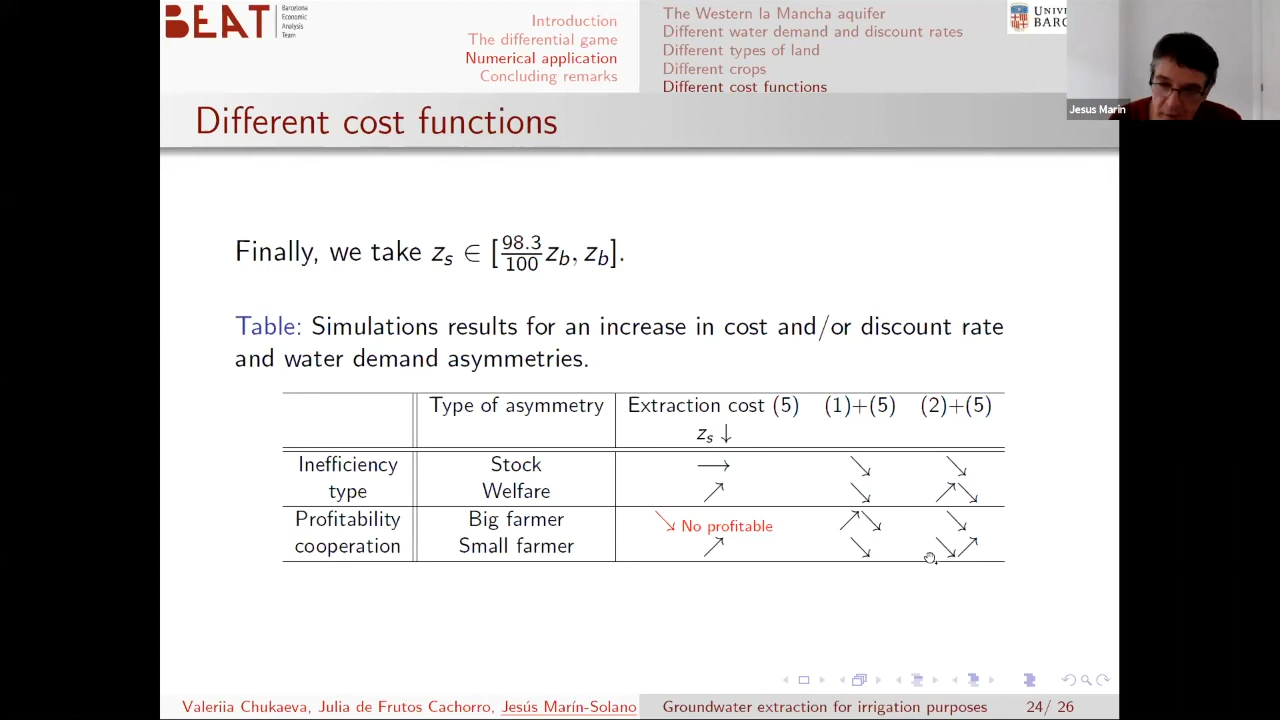 BEAT
Barcelona
Economic
Analysis
Team
Introduction
The differential game
Numerical application
Concluding remarks
The Western la Mancha aquifer
Different water demand and discount rates
Different types of land
Different crops
Different cost functions
Jesus Marin
Different cost functions
Finally, we take z_s ∈ [98.3/100 z_b, z_b].
Table: Simulations results for an increase in cost and/or discount rate
and water demand asymmetries.
Type of asymmetry Extraction cost (5) (1)+(5) (2)+(5)
z_s ↓
Inefficiency Stock → ↘ ↘
type Welfare ↗ ↘ ↗↘
Profitability Big farmer ↘ No profitable ↗↘ ↘
cooperation Small farmer ↗ ↘ ↘↗
Valeriia Chukaeva, Julia de Frutos Cachorro, Jesús Marín-Solano
Groundwater extraction for irrigation purposes
24/ 26